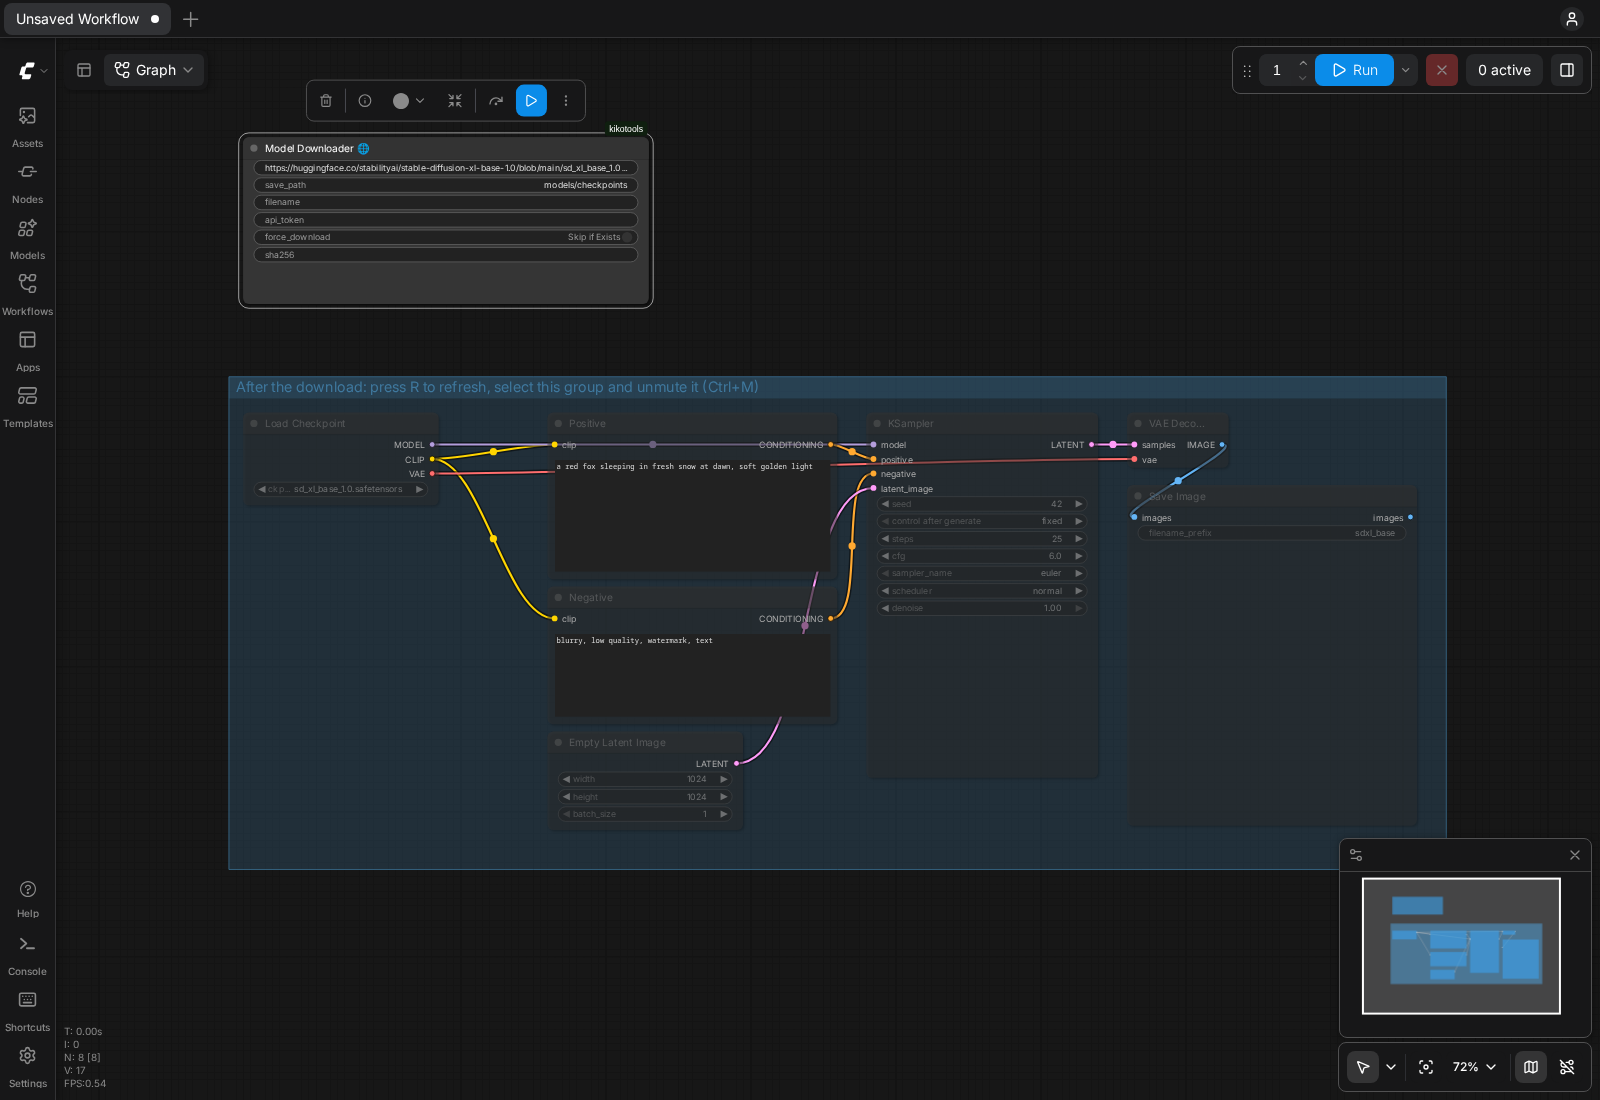 Unsaved Workflow
Graph
1
Run
0 active
kikotools
Assets
Nodes
Models
Workflows
Apps
Templates
Help
Console
Shortcuts
Settings
Model Downloader
https://huggingface.co/stabilityai/stable-diffusion-xl-base-1.0/blob/main/sd_xl_base_1.0...
save_path models/checkpoints
filename
api_token
force_download Skip if Exists
sha256
After the download: press R to refresh, select this group and unmute it (Ctrl+M)
Load Checkpoint
MODEL
CLIP
VAE
ckp... sd_xl_base_1.0.safetensors
Positive
clip CONDITIONING
a red fox sleeping in fresh snow at dawn, soft golden light
Negative
clip CONDITIONING
blurry, low quality, watermark, text
Empty Latent Image
LATENT
width 1024
height 1024
batch_size 1
KSampler
model LATENT
positive
negative
latent_image
seed 42
control after generate fixed
steps 25
cfg 6.0
sampler_name euler
scheduler normal
denoise 1.00
VAE Deco...
samples IMAGE
vae
Save Image
images images
filename_prefix sdxl_base
T: 0.00s
I: 0
N: 8 [8]
V: 17
FPS:0.54
72%